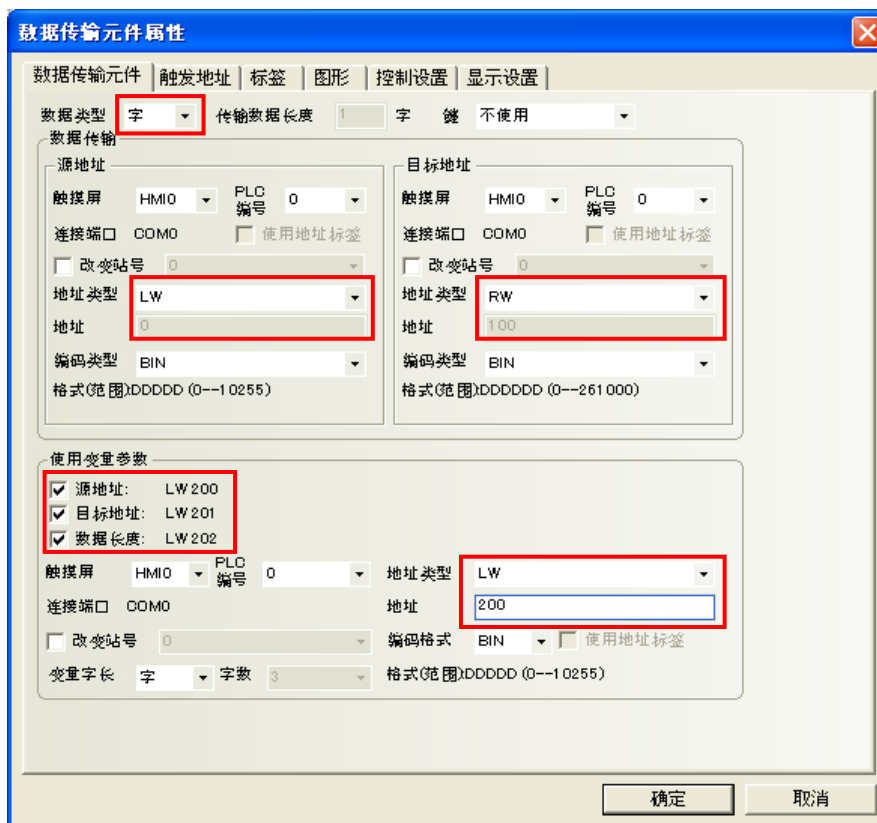 数据传输元件属性
数据传输元件 触发地址 标签 图形 控制设置 显示设置
数据类型 字 传输数据长度 1 字 键 不使用
数据传输
源地址
触摸屏 HMI0 PLC编号 0
连接端口 COM0 使用地址标签
改变站号 0
地址类型 LW
地址 0
编码类型 BIN
格式(范围):DDDDD (0--10255)
目标地址
触摸屏 HMI0 PLC编号 0
连接端口 COM0 使用地址标签
改变站号 0
地址类型 RW
地址 100
编码类型 BIN
格式(范围):DDDDDD (0--261000)
使用变量参数
源地址: LW200
目标地址: LW201
数据长度: LW202
触摸屏 HMI0 PLC编号 0 地址类型 LW
连接端口 COM0 地址 200
改变站号 0 编码格式 BIN 使用地址标签
变量字长 字 字数 3 格式(范围):DDDDD (0--10255)
确定 取消